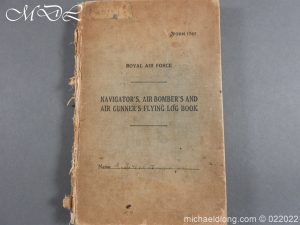 MDL
FORM 1767
ROYAL AIR FORCE
NAVIGATOR'S, AIR BOMBER'S AND
AIR GUNNER'S FLYING LOG BOOK
Name
michaeldlong.com © 022022